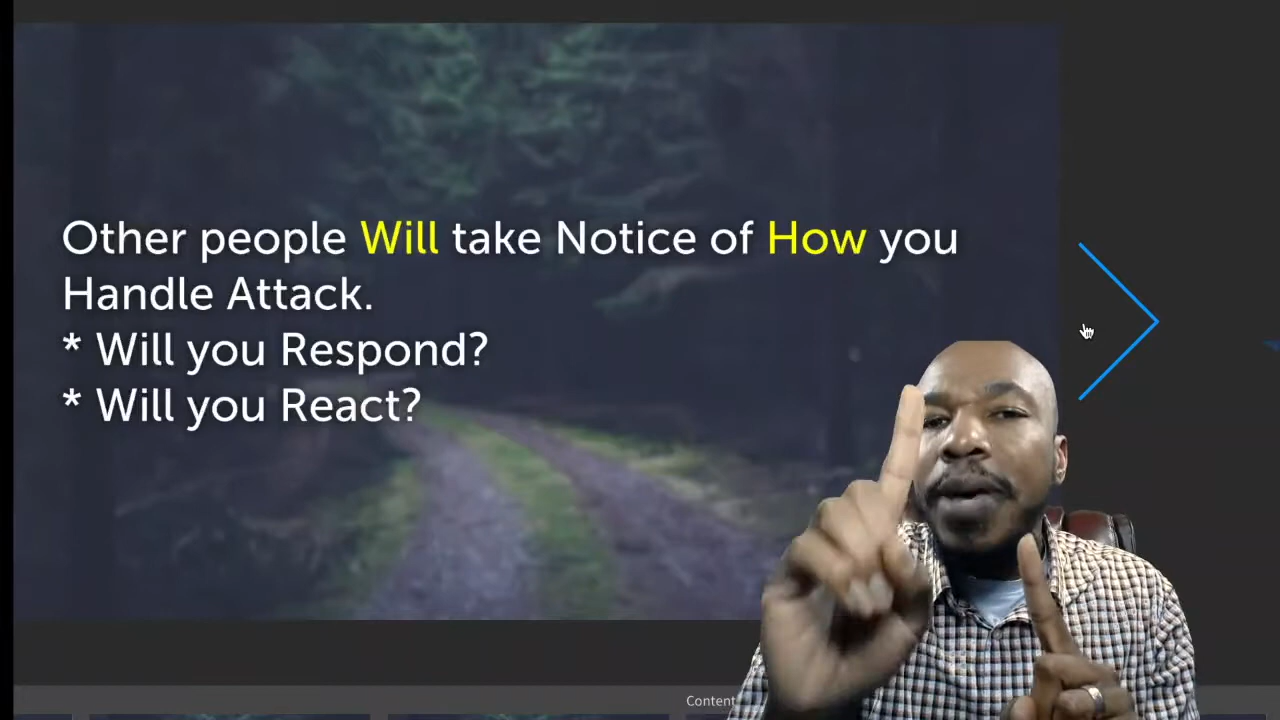 Other people Will take Notice of How you
Handle Attack.
* Will you Respond?
* Will you React?
Content